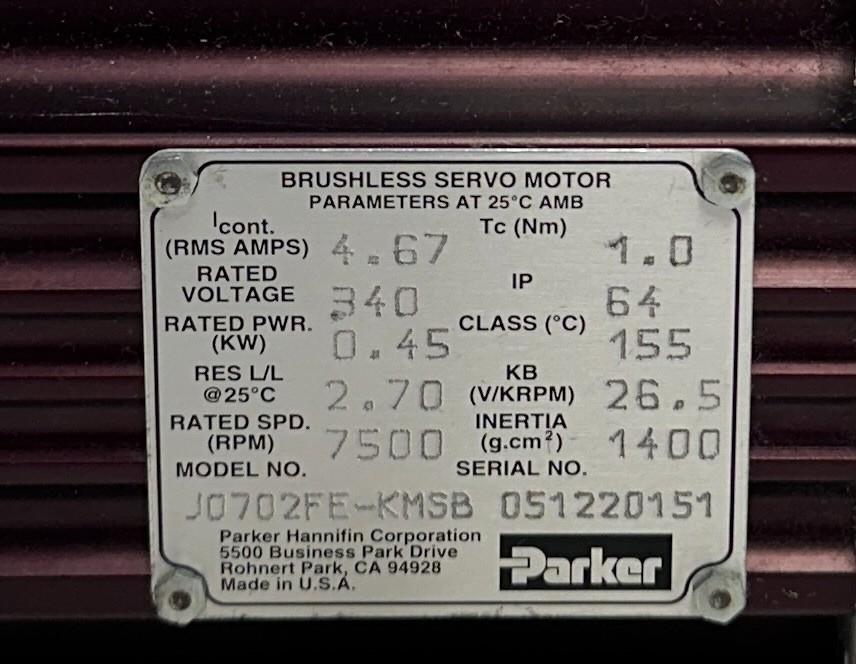 BRUSHLESS SERVO MOTOR
PARAMETERS AT 25°C AMB
Icont. (RMS AMPS) 4.67 Tc (Nm) 1.0
RATED VOLTAGE 340 IP 64
RATED PWR. (KW) 0.45 CLASS (°C) 155
RES L/L @25°C 2.70 KB (V/KRPM) 26.5
RATED SPD. (RPM) 7500 INERTIA (g.cm²) 1400
MODEL NO. SERIAL NO.
J0702FE-KMSB 051220151
Parker Hannifin Corporation
5500 Business Park Drive
Rohnert Park, CA 94928
Made in U.S.A.
Parker